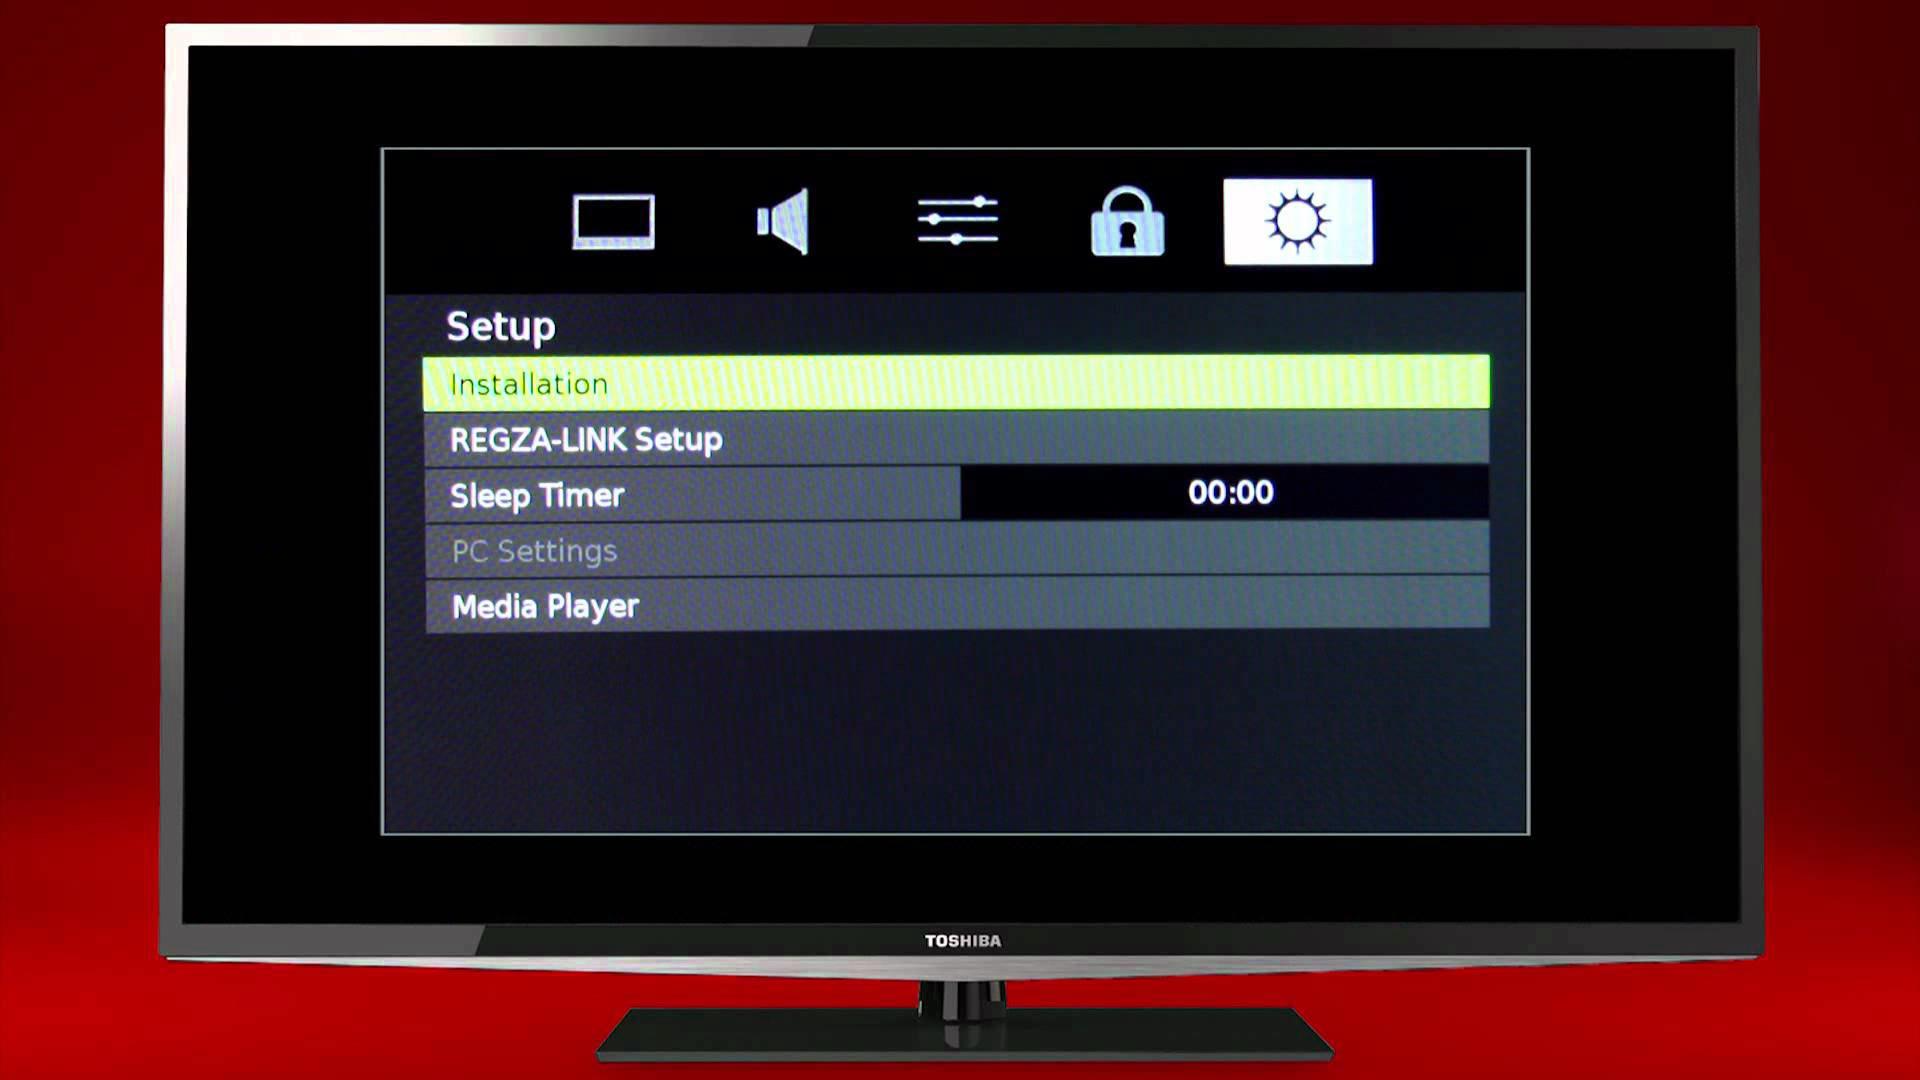 Setup
Installation
REGZA-LINK Setup
Sleep Timer 00:00
PC Settings
Media Player
TOSHIBA